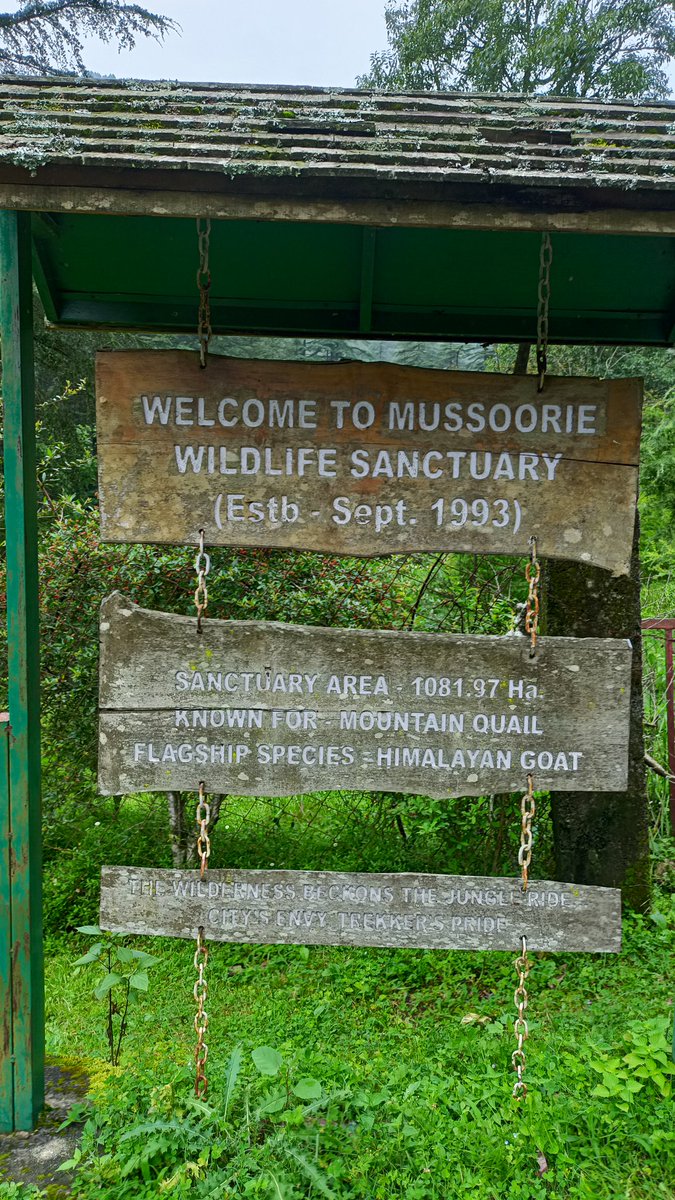 WELCOME TO MUSSOORIE
WILDLIFE SANCTUARY
(Estb - Sept. 1993)
SANCTUARY AREA - 1081.97 Ha.
KNOWN FOR - MOUNTAIN QUAIL
FLAGSHIP SPECIES - HIMALAYAN GOAT
THE WILDERNESS BECKONS THE JUNGLE RIDE -
CITY'S ENVY, TREKKER'S PRIDE